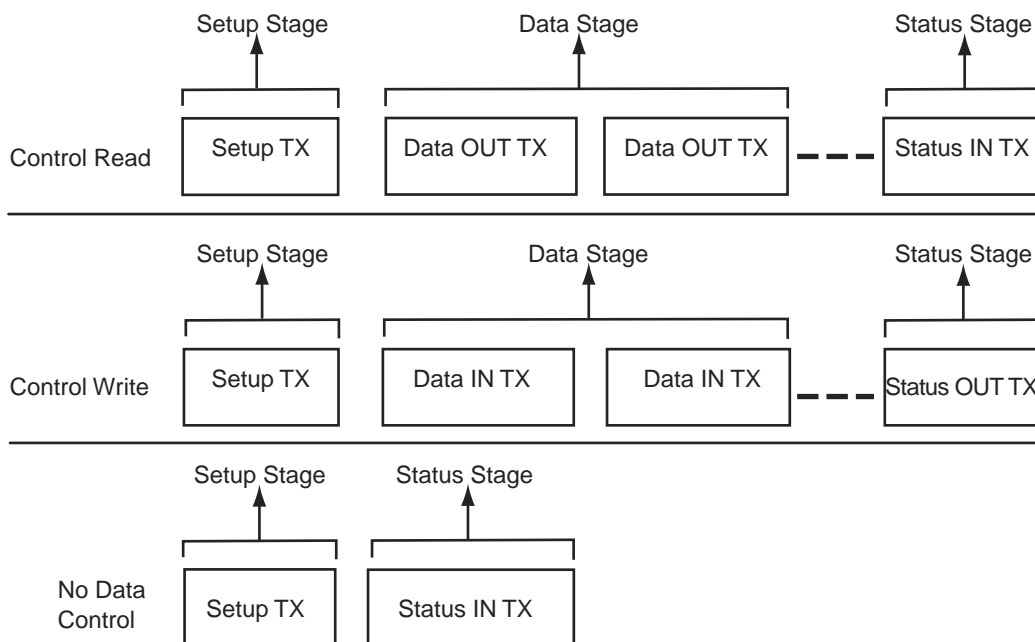 Setup Stage Data Stage Status Stage
Control Read Setup TX Data OUT TX Data OUT TX Status IN TX
Setup Stage Data Stage Status Stage
Control Write Setup TX Data IN TX Data IN TX Status OUT TX
Setup Stage Status Stage
No Data
Control Setup TX Status IN TX